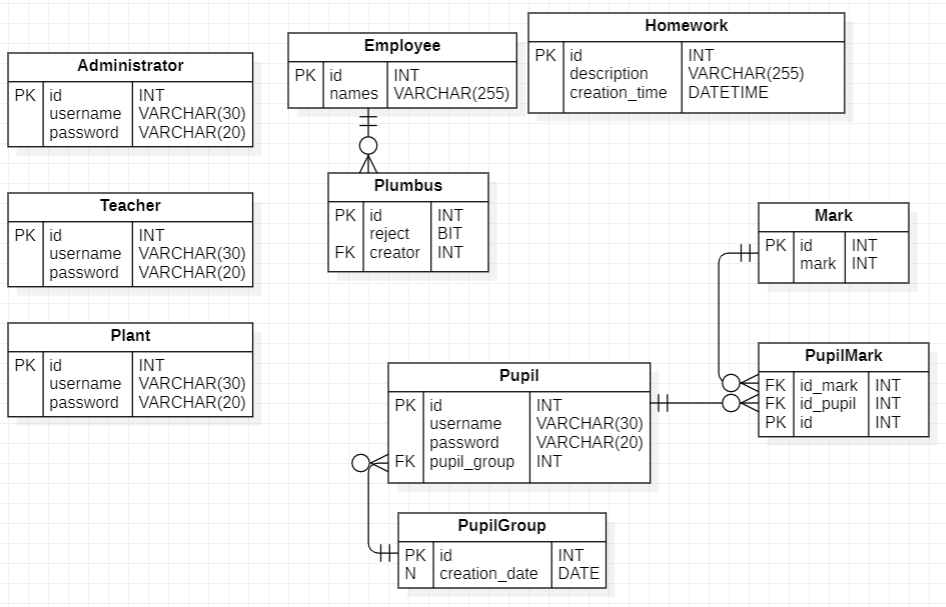 Administrator
PK id INT
username VARCHAR(30)
password VARCHAR(20)
Employee
PK id INT
names VARCHAR(255)
Homework
PK id INT
description VARCHAR(255)
creation_time DATETIME
Teacher
PK id INT
username VARCHAR(30)
password VARCHAR(20)
Plumbus
PK id INT
reject BIT
FK creator INT
Mark
PK id INT
mark INT
Plant
PK id INT
username VARCHAR(30)
password VARCHAR(20)
Pupil
PK id INT
username VARCHAR(30)
password VARCHAR(20)
FK pupil_group INT
PupilMark
FK id_mark INT
FK id_pupil INT
PK id INT
PupilGroup
PK id INT
N creation_date DATE